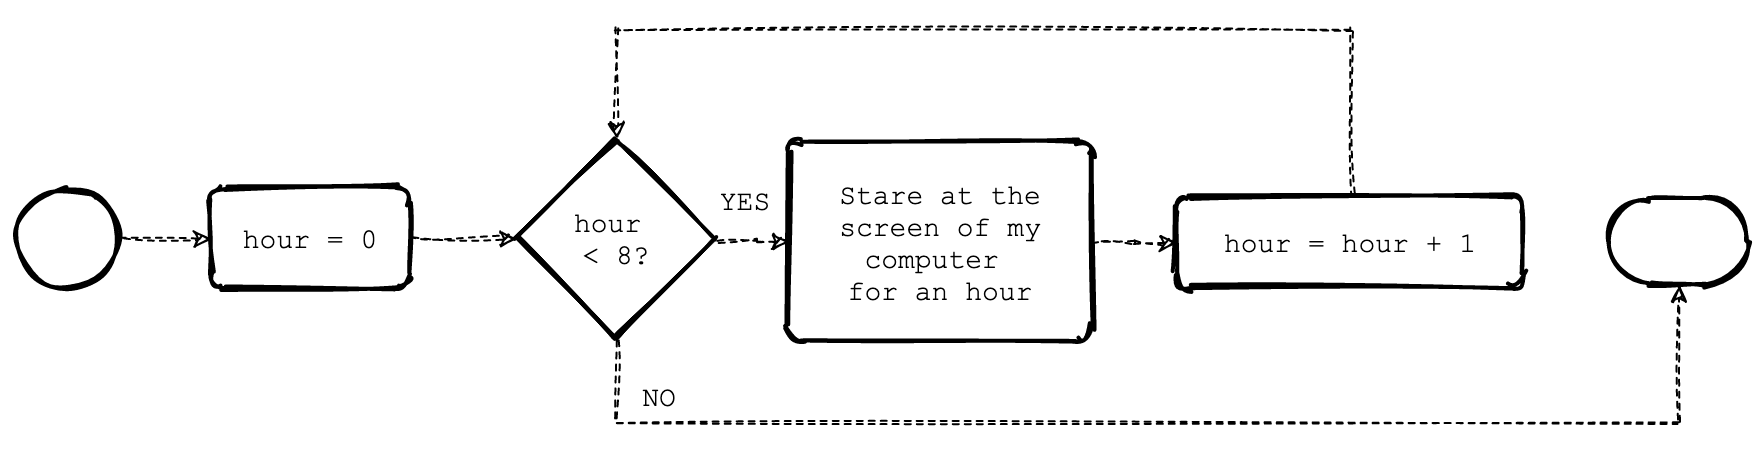 hour = 0
hour
< 8?
YES
NO
Stare at the
screen of my
computer
for an hour
hour = hour + 1